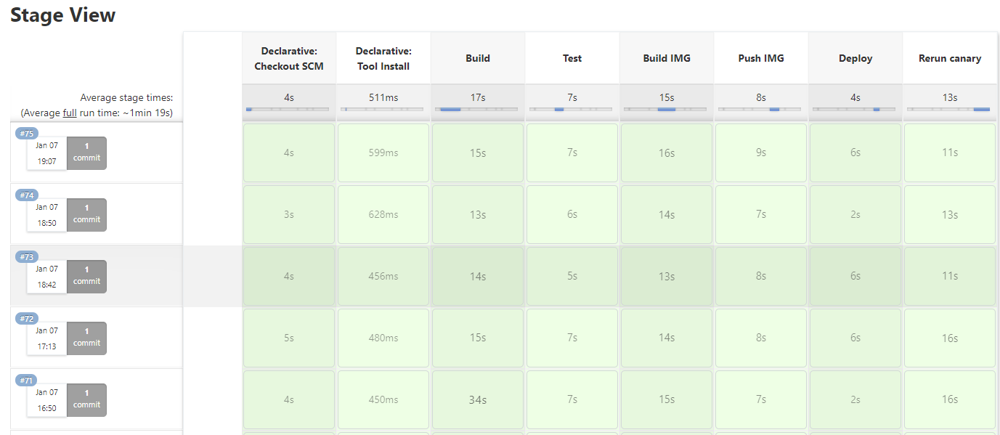 Stage View
Declarative: Checkout SCM
Declarative: Tool Install
Build
Test
Build IMG
Push IMG
Deploy
Rerun canary
Average stage times:
(Average full run time: ~1min 19s)
4s
511ms
17s
7s
15s
8s
4s
13s
#75
Jan 07
19:07
1
commit
4s
599ms
15s
7s
16s
9s
6s
11s
#74
Jan 07
18:50
1
commit
3s
628ms
13s
6s
14s
7s
2s
13s
#73
Jan 07
18:42
1
commit
4s
456ms
14s
5s
13s
8s
6s
11s
#72
Jan 07
17:13
1
commit
5s
480ms
15s
7s
14s
8s
6s
16s
#71
Jan 07
16:50
1
commit
4s
450ms
34s
7s
15s
7s
2s
16s